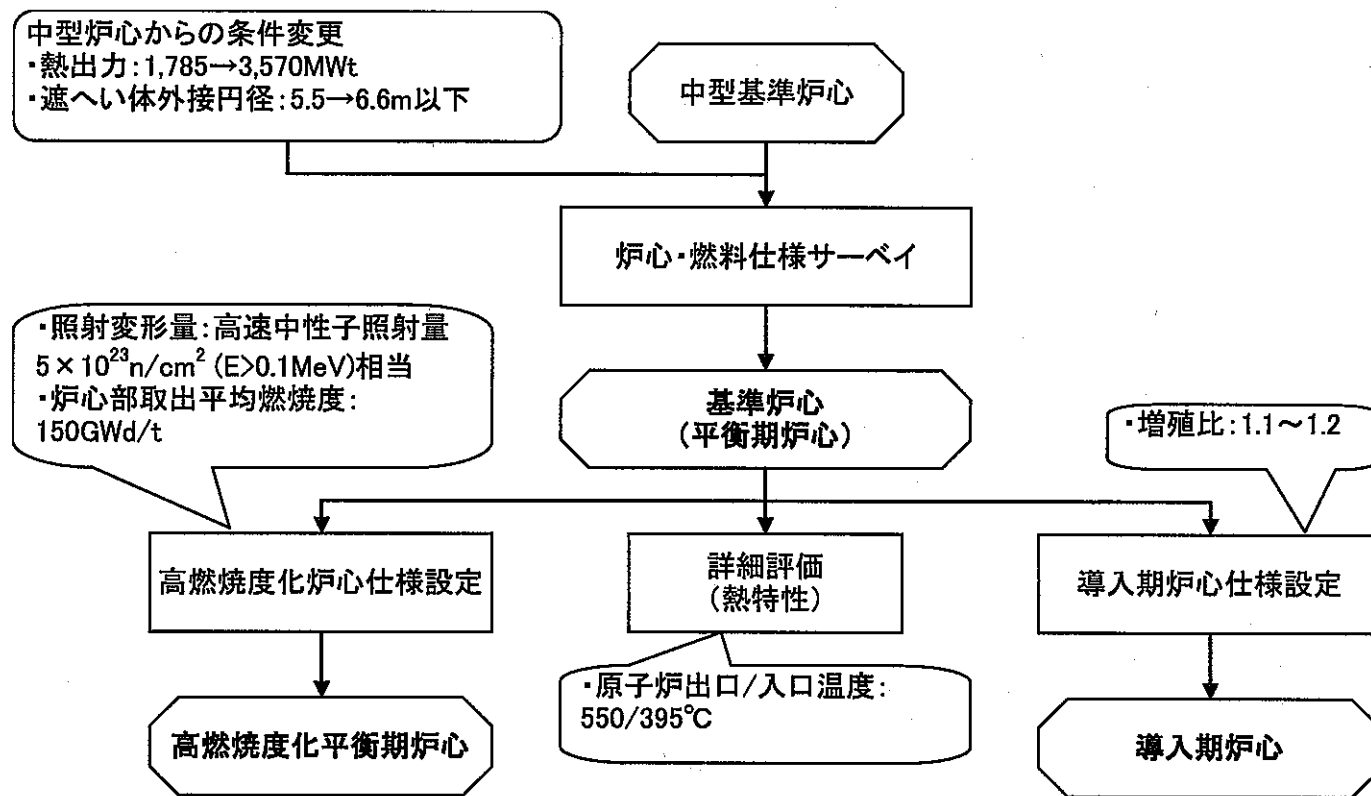 中型炉心からの条件変更
・熱出力:1,785→3,570MWt
・遮へい体外接円径:5.5→6.6m以下
中型基準炉心
炉心・燃料仕様サーベイ
・照射変形量:高速中性子照射量
5×10²³n/cm² (E>0.1MeV)相当
・炉心部取出平均燃焼度:
150GWd/t
基準炉心
(平衡期炉心)
・増殖比:1.1～1.2
高燃焼度化炉心仕様設定
詳細評価
(熱特性)
導入期炉心仕様設定
・原子炉出口/入口温度:
550/395℃
高燃焼度化平衡期炉心
導入期炉心